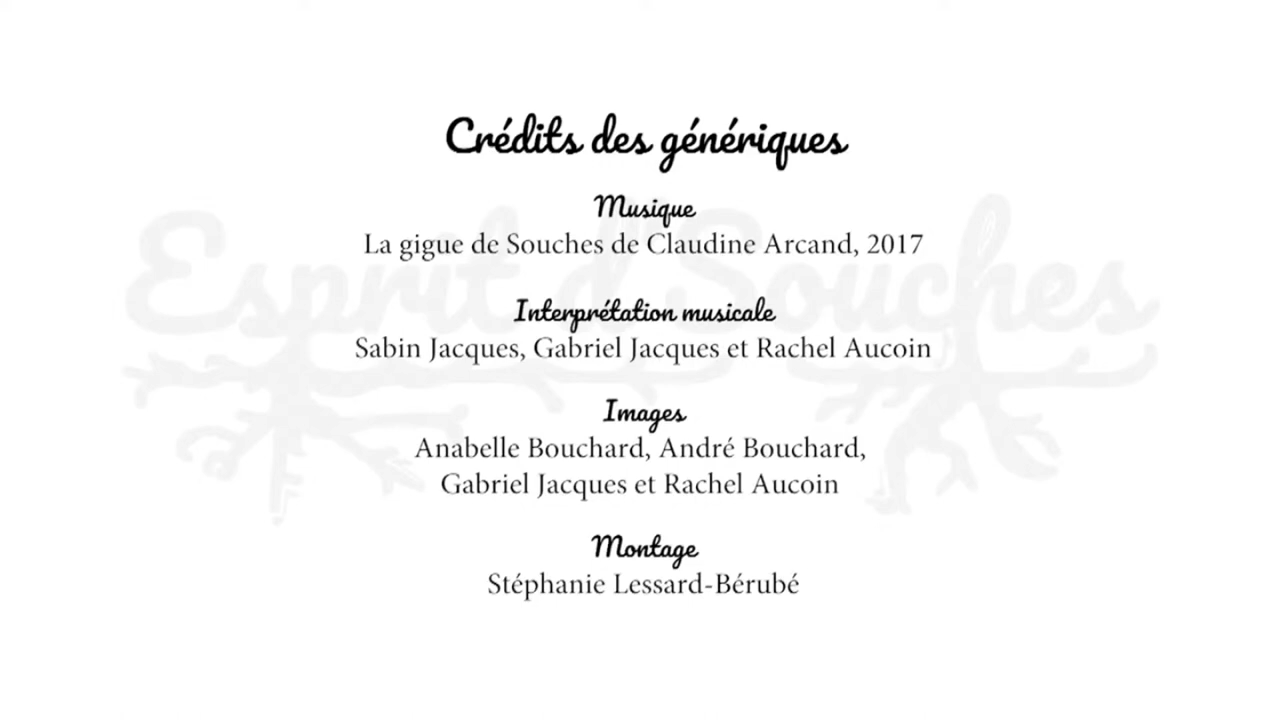 Crédits des génériques
Musique
La gigue de Souches de Claudine Arcand, 2017
Esprit d'Souches
Interprétation musicale
Sabin Jacques, Gabriel Jacques et Rachel Aucoin
Images
Anabelle Bouchard, André Bouchard,
Gabriel Jacques et Rachel Aucoin
Montage
Stéphanie Lessard-Bérubé